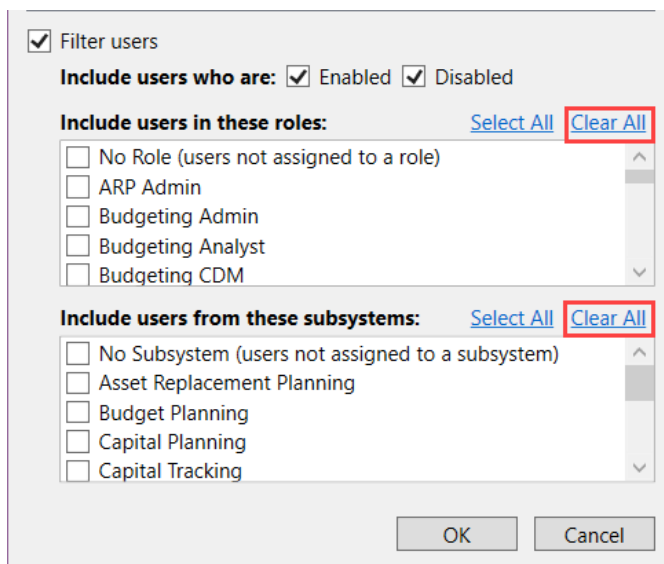 Filter users
Include users who are: Enabled Disabled
Include users in these roles: Select All Clear All
No Role (users not assigned to a role)
ARP Admin
Budgeting Admin
Budgeting Analyst
Budgeting CDM
Include users from these subsystems: Select All Clear All
No Subsystem (users not assigned to a subsystem)
Asset Replacement Planning
Budget Planning
Capital Planning
Capital Tracking
OK Cancel